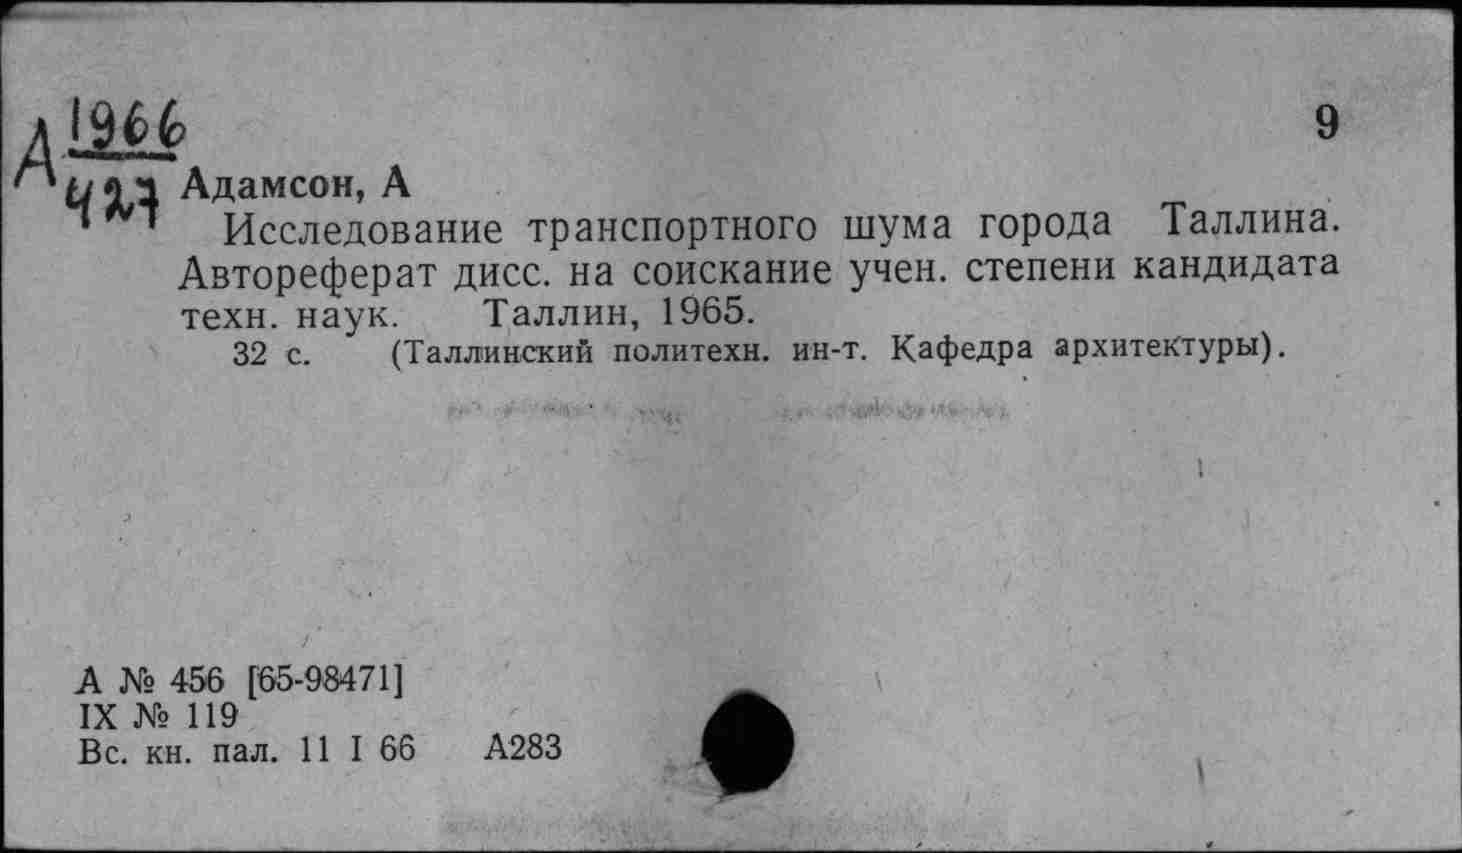 А 1966
427
9
Адамсон, А
Исследование транспортного шума города Таллина.
Автореферат дисс. на соискание учен. степени кандидата
техн. наук. Таллин, 1965.
32 с. (Таллинский политехн. ин-т. Кафедра архитектуры).
А № 456 [65-98471]
IX № 119
Вс. кн. пал. 11 I 66 А283